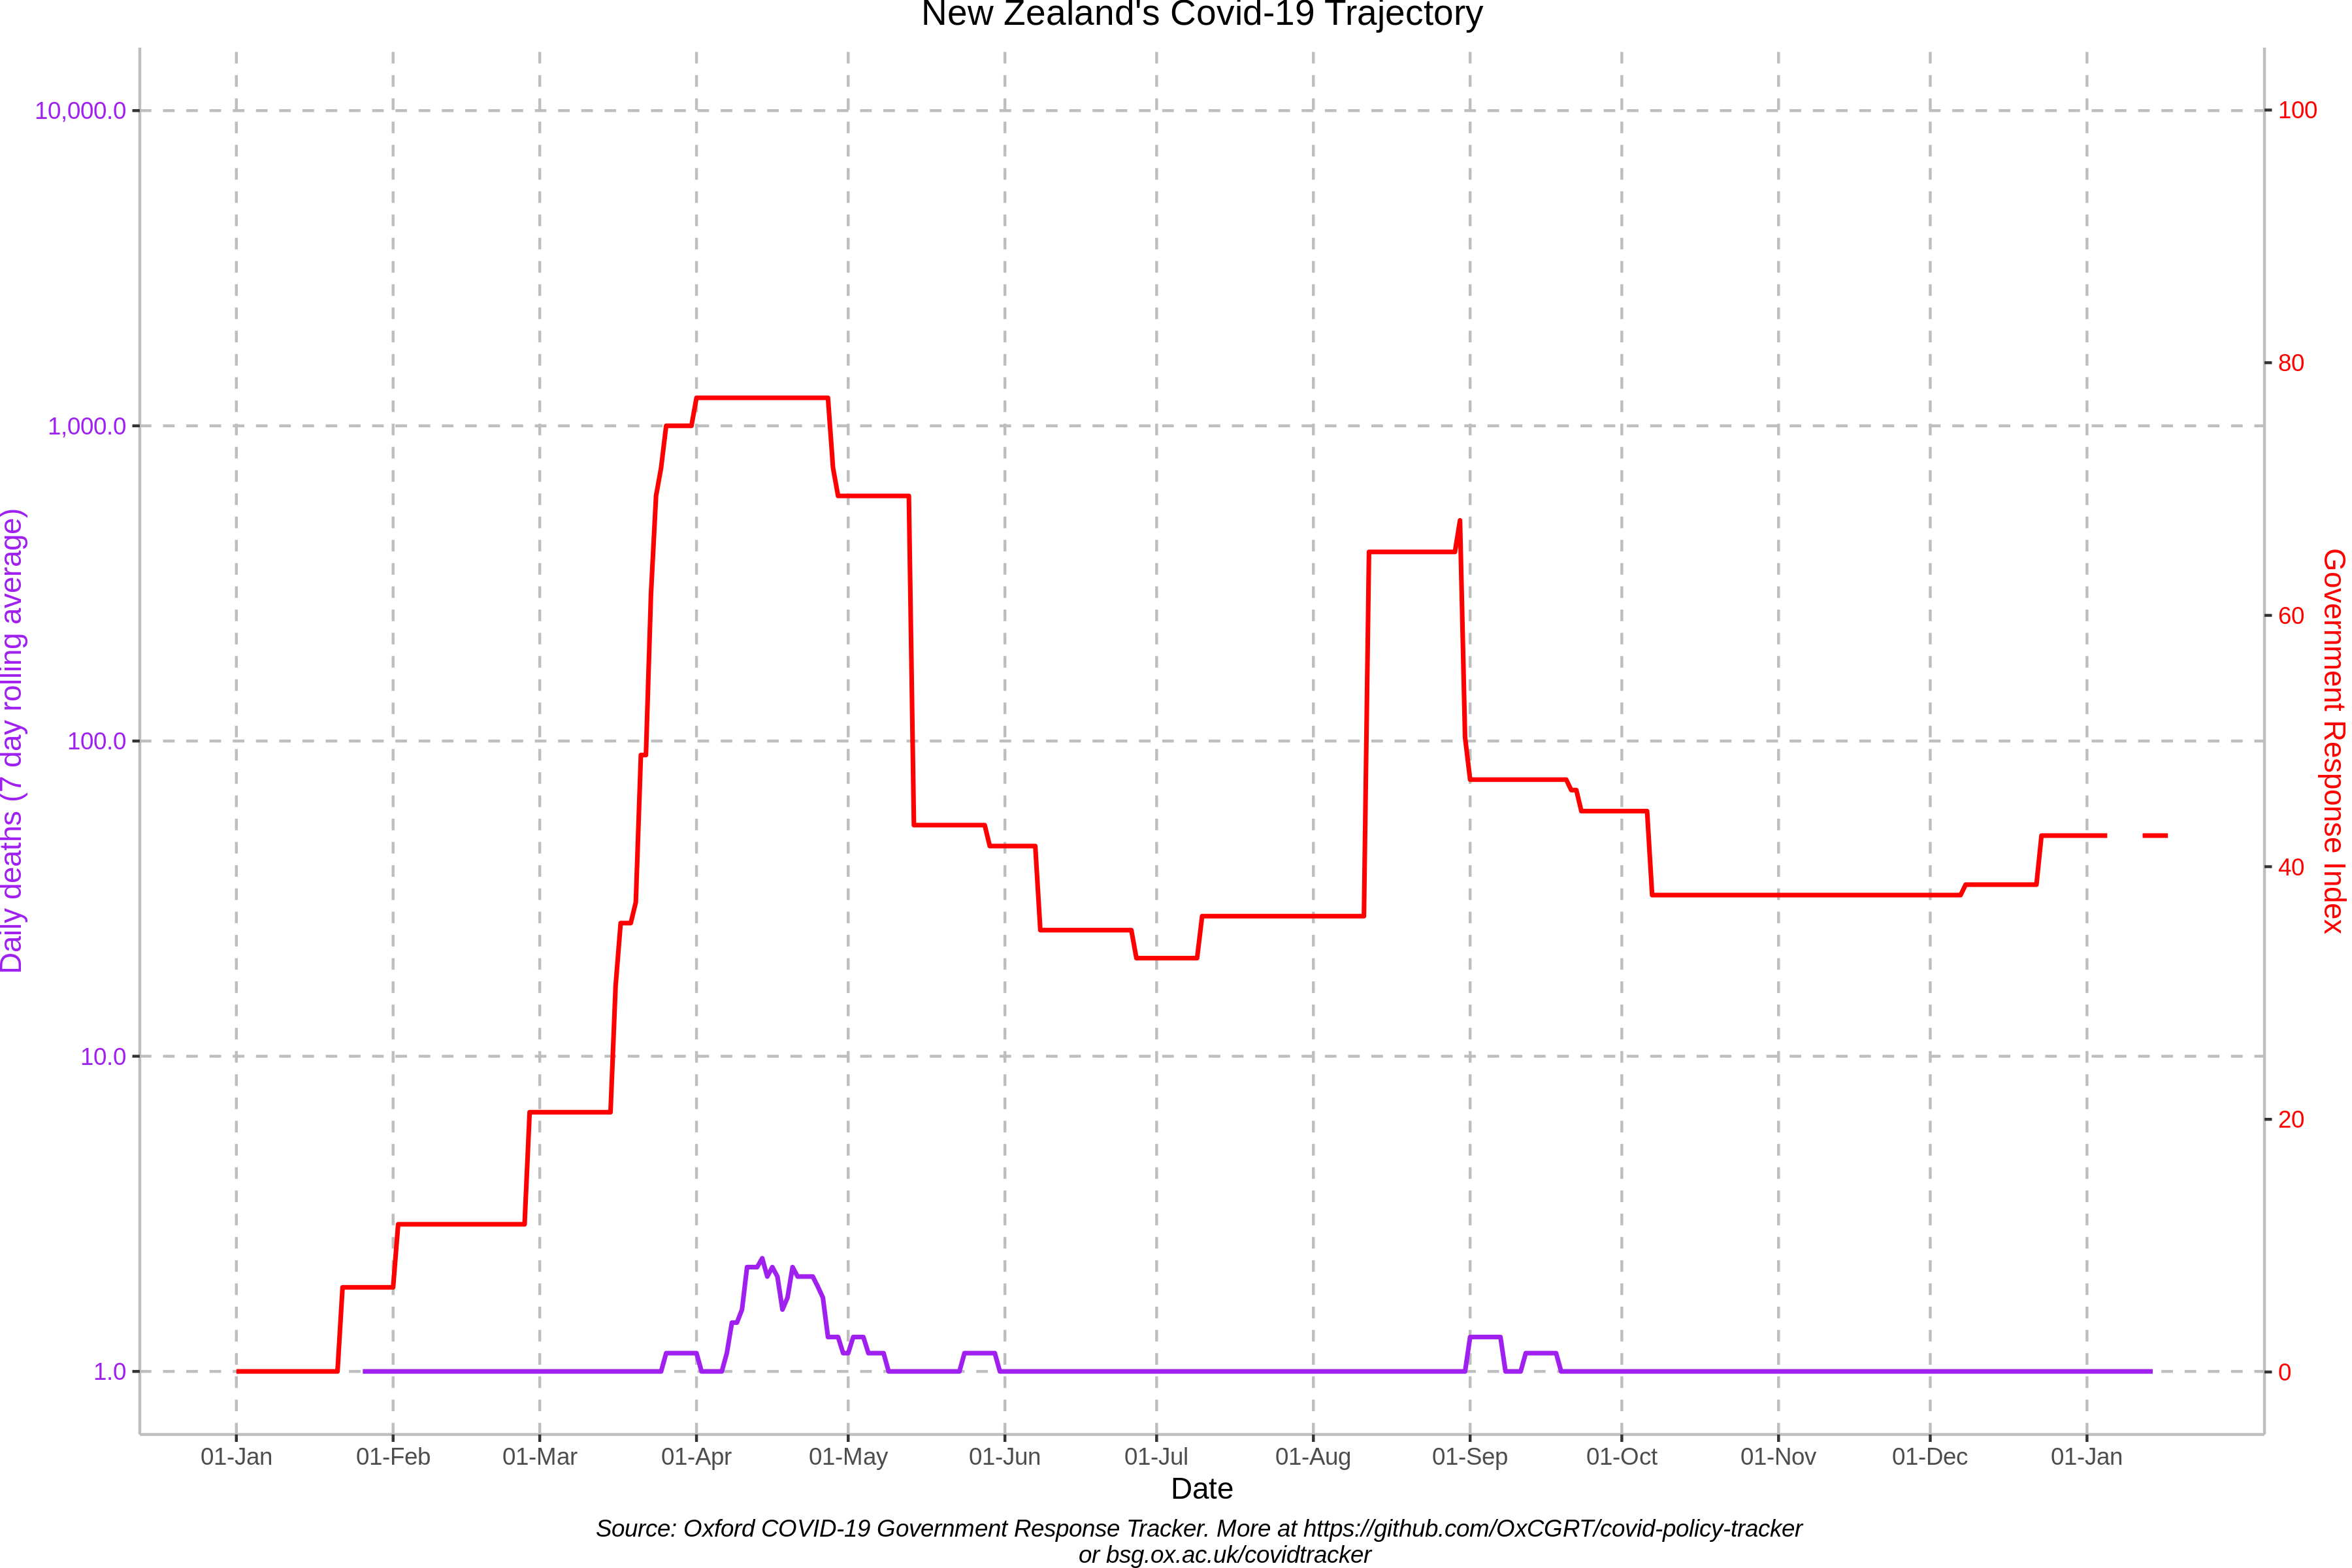 New Zealand's Covid-19 Trajectory
10,000.0
1,000.0
100.0
10.0
1.0
Daily deaths (7 day rolling average)
100
80
60
40
20
0
Government Response Index
01-Jan 01-Feb 01-Mar 01-Apr 01-May 01-Jun 01-Jul 01-Aug 01-Sep 01-Oct 01-Nov 01-Dec 01-Jan
Date
Source: Oxford COVID-19 Government Response Tracker. More at https://github.com/OxCGRT/covid-policy-tracker
or bsg.ox.ac.uk/covidtracker